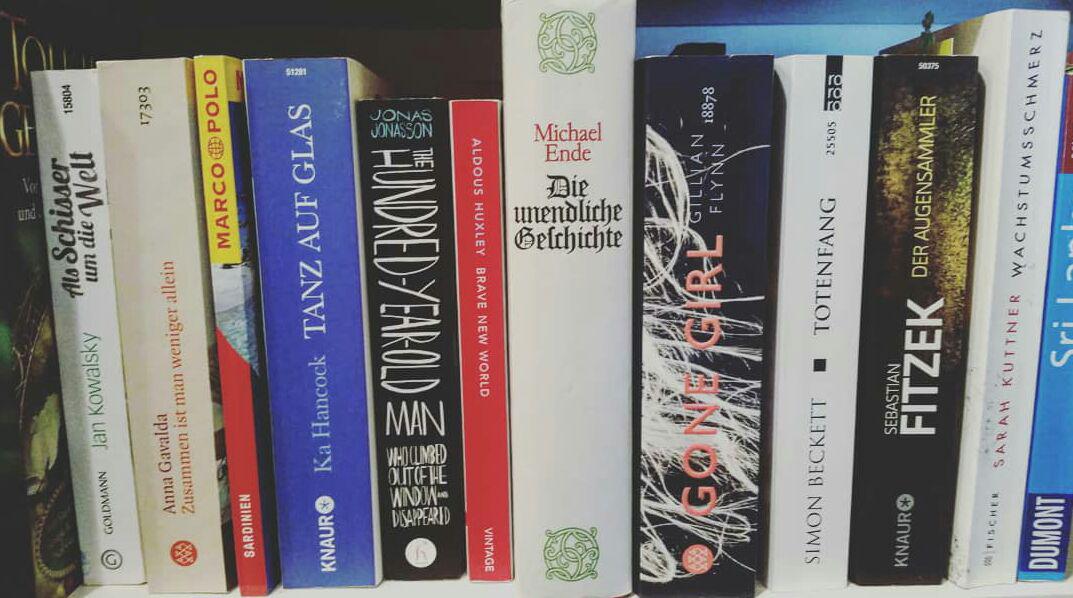 15804
Als Schisser
um die Welt
Jan Kowalsky
GOLDMANN
17303
Anna Gavalda
Zusammen ist man weniger allein
MARCO POLO
SARDINIEN
51281
Ka Hancock TANZ AUF GLAS
KNAUR
JONAS
JONASSON
THE
HUNDRED-YEAR-OLD
MAN
WHO CLIMBED
OUT OF THE
WINDOW AND
DISAPPEARED
ALDOUS HUXLEY BRAVE NEW WORLD
VINTAGE
Michael
Ende
Die
unendliche
Geschichte
18878
GILLIAN
FLYNN
GONE GIRL
25505
SIMON BECKETT ■ TOTENFANG
50375
SEBASTIAN
FITZEK
DER AUGENSAMMLER
KNAUR
FISCHER
SARAH KUTTNER WACHSTUMSSCHMERZ
DUMONT